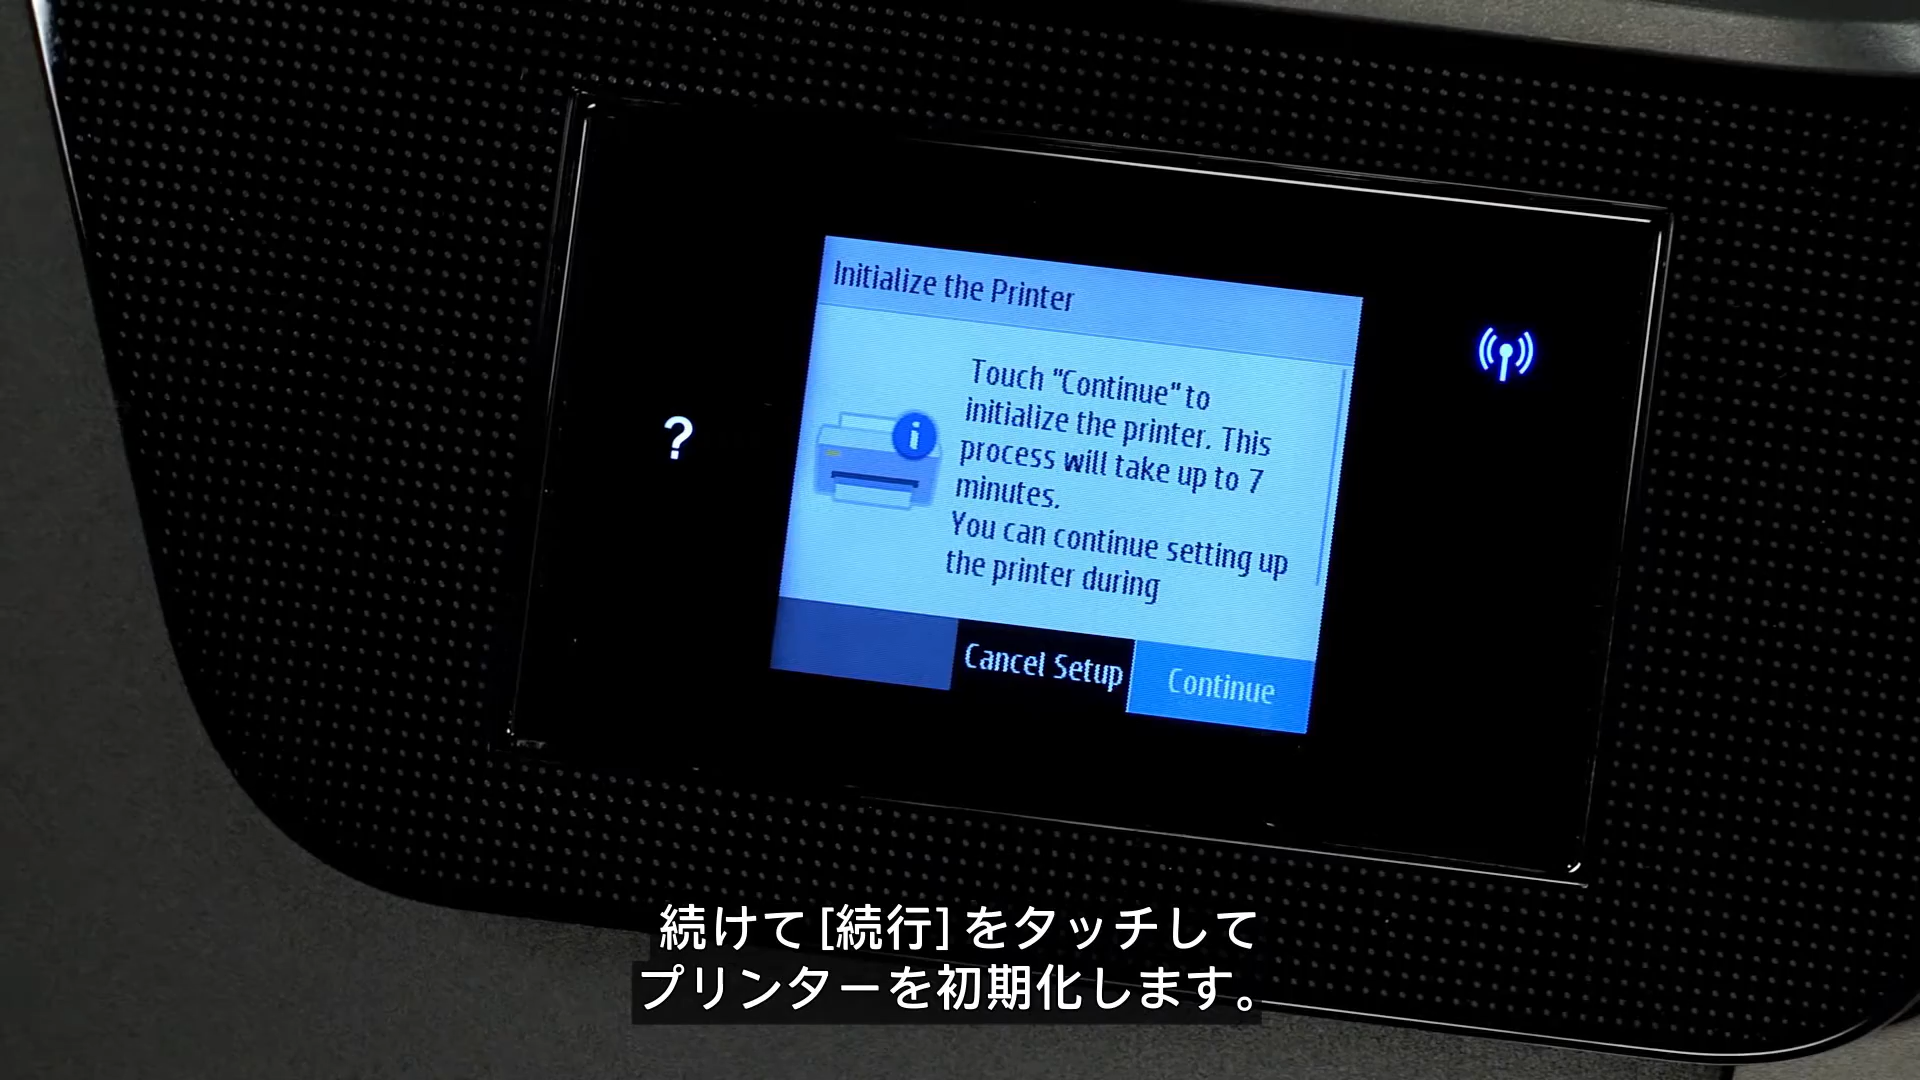 Initialize the Printer
Touch "Continue" to
initialize the printer. This
process will take up to 7
minutes.
You can continue setting up
the printer during
?
Cancel Setup
Continue
続けて [続行] をタッチして
プリンターを初期化します。